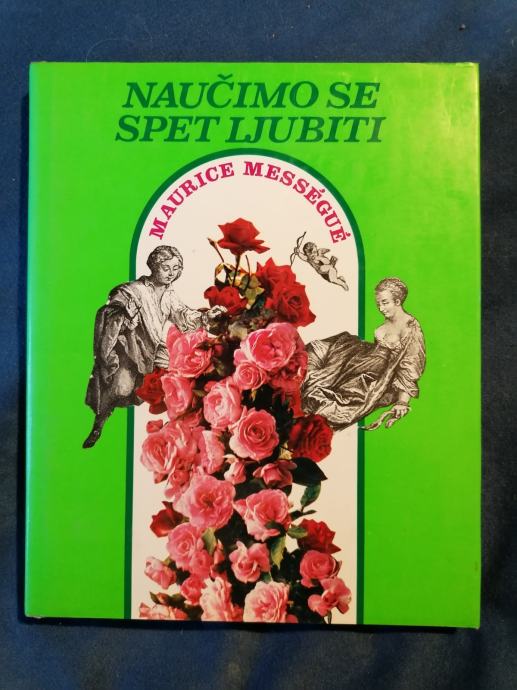 NAUČIMO SE
SPET LJUBITI
MAURICE MESSÉGUÉ